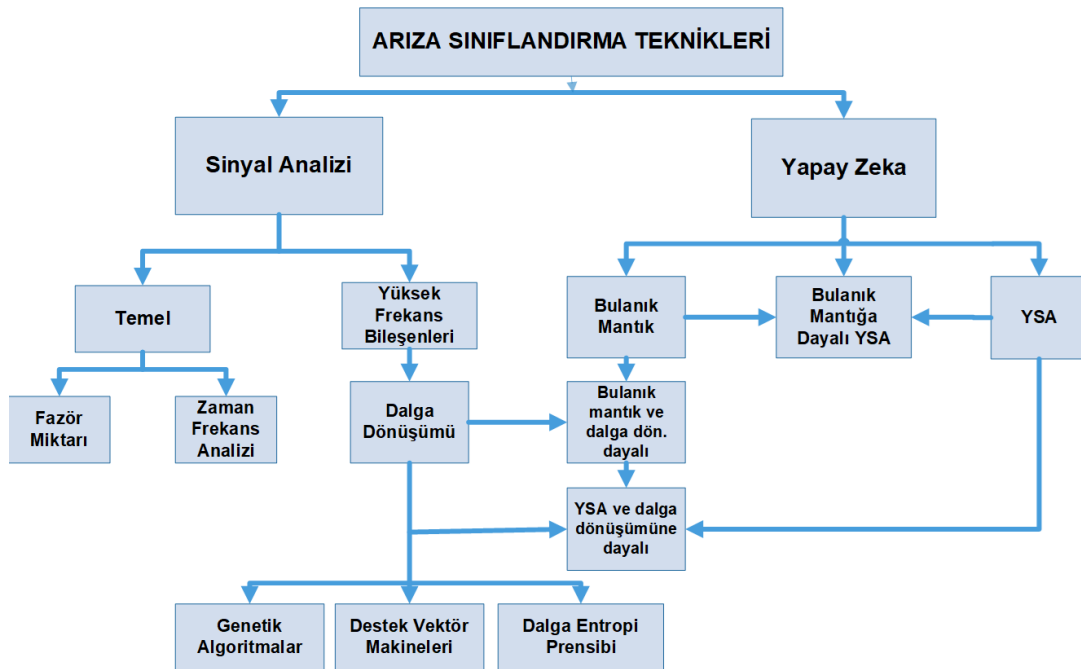 ARIZA SINIFLANDIRMA TEKNİKLERİ
Sinyal Analizi
Yapay Zeka
Temel
Yüksek
Frekans
Bileşenleri
Bulanık
Mantık
Bulanık
Mantığa
Dayalı YSA
YSA
Fazör
Miktarı
Zaman
Frekans
Analizi
Dalga
Dönüşümü
Bulanık
mantık ve
dalga dön.
dayalı
YSA ve dalga
dönüşümüne
dayalı
Genetik
Algoritmalar
Destek Vektör
Makineleri
Dalga Entropi
Prensibi